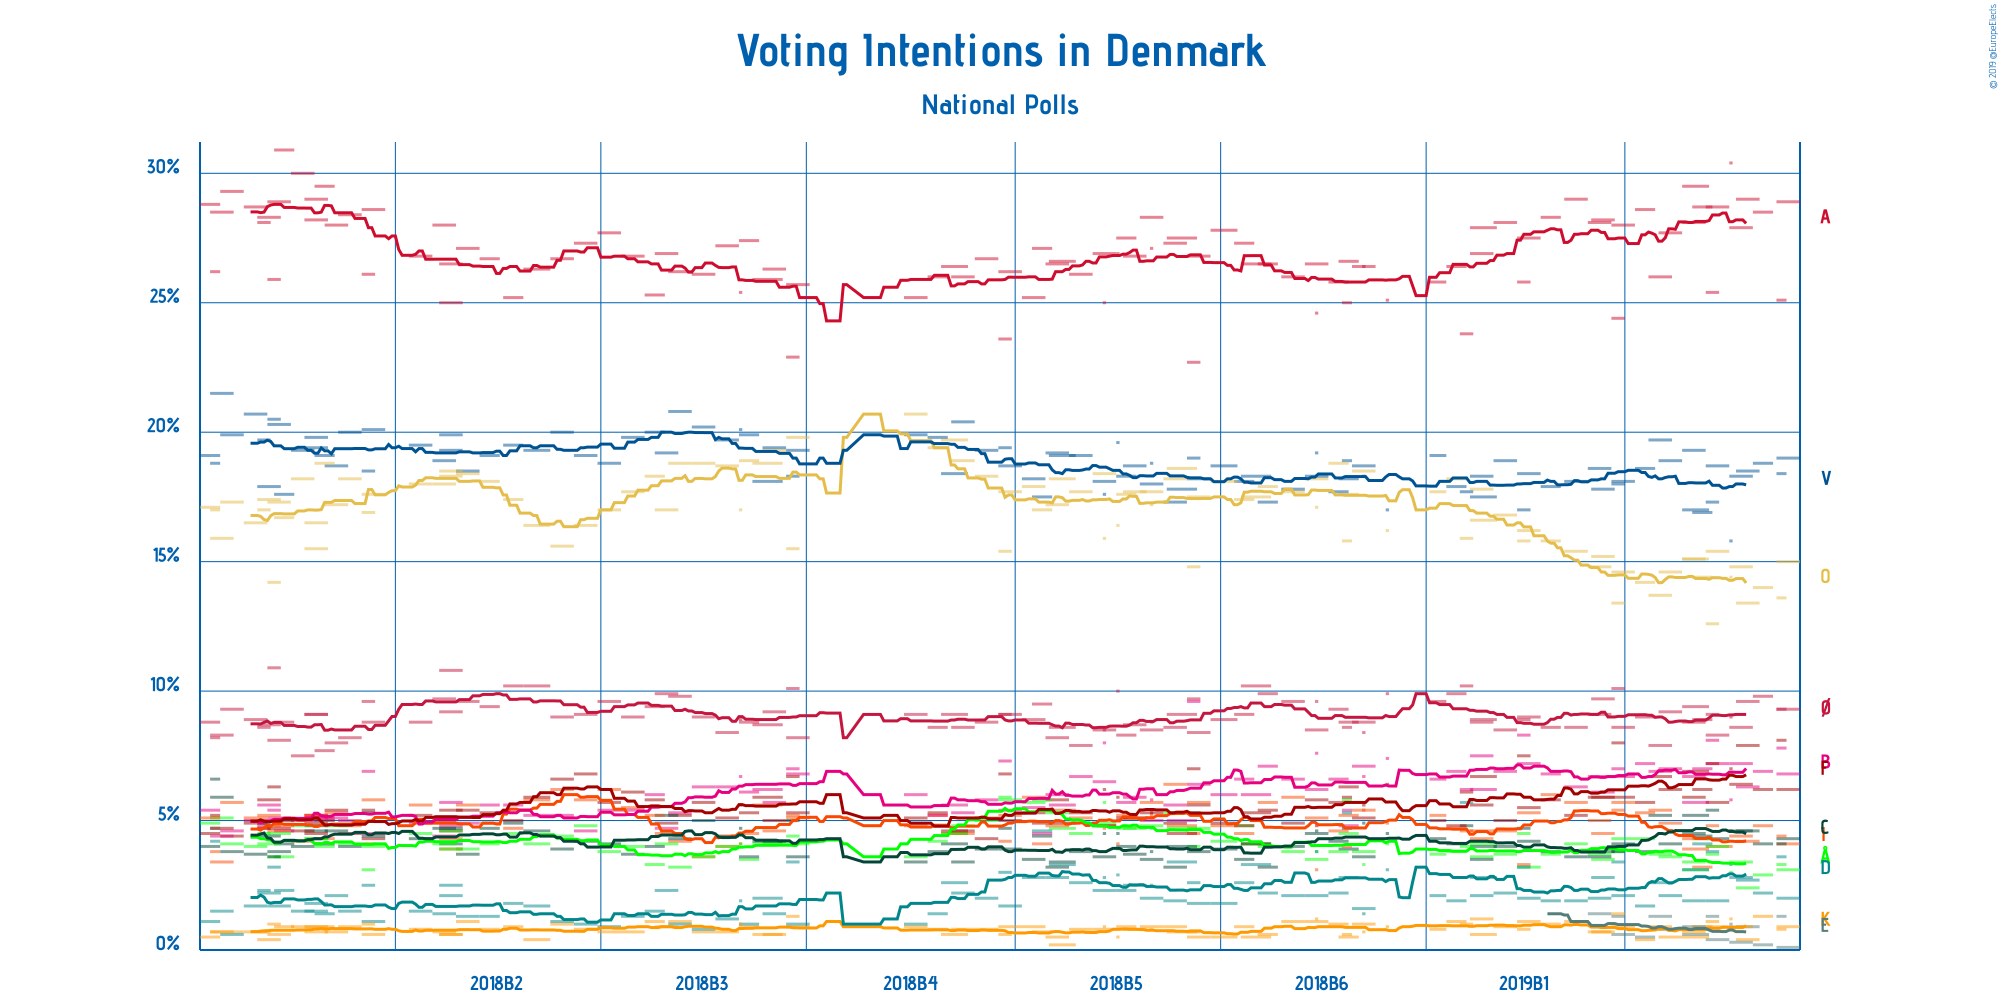 © 2019 @EuropeElects
Voting Intentions in Denmark
National Polls
30%
25%
20%
15%
10%
5%
0%
A
V
O
Ø
B
F
C
I
Å
D
K
E
2018B2
2018B3
2018B4
2018B5
2018B6
2019B1